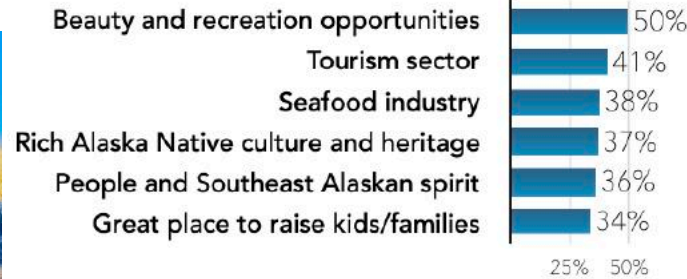 Beauty and recreation opportunities 50%
Tourism sector 41%
Seafood industry 38%
Rich Alaska Native culture and heritage 37%
People and Southeast Alaskan spirit 36%
Great place to raise kids/families 34%
25% 50%